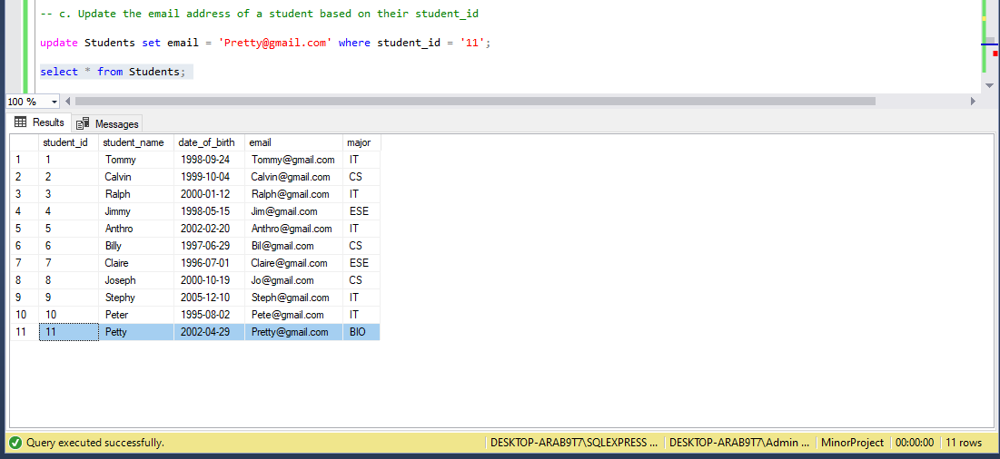 -- c. Update the email address of a student based on their student_id
update Students set email = 'Pretty@gmail.com' where student_id = '11';
select * from Students;
100 %
Results Messages
student_id student_name date_of_birth email major
1 1 Tommy 1998-09-24 Tommy@gmail.com IT
2 2 Calvin 1999-10-04 Calvin@gmail.com CS
3 3 Ralph 2000-01-12 Ralph@gmail.com IT
4 4 Jimmy 1998-05-15 Jim@gmail.com ESE
5 5 Anthro 2002-02-20 Anthro@gmail.com IT
6 6 Billy 1997-06-29 Bil@gmail.com CS
7 7 Claire 1996-07-01 Claire@gmail.com ESE
8 8 Joseph 2000-10-19 Jo@gmail.com CS
9 9 Stephy 2005-12-10 Steph@gmail.com IT
10 10 Peter 1995-08-02 Pete@gmail.com IT
11 11 Petty 2002-04-29 Pretty@gmail.com BIO
Query executed successfully. DESKTOP-ARAB9T7\SQLEXPRESS ... DESKTOP-ARAB9T7\Admin ... MinorProject 00:00:00 11 rows